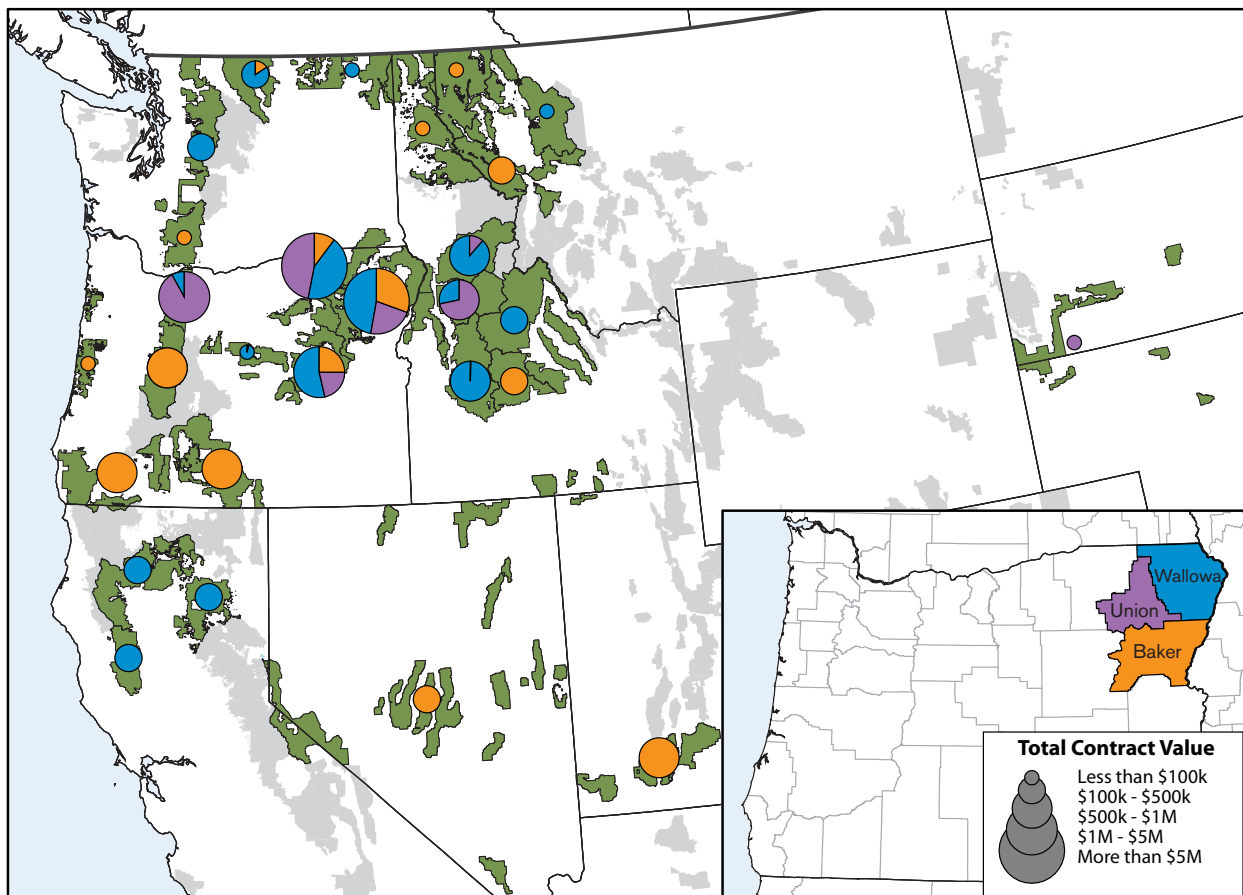 Wallowa
Union
Baker
Total Contract Value
Less than $100k
$100k - $500k
$500k - $1M
$1M - $5M
More than $5M